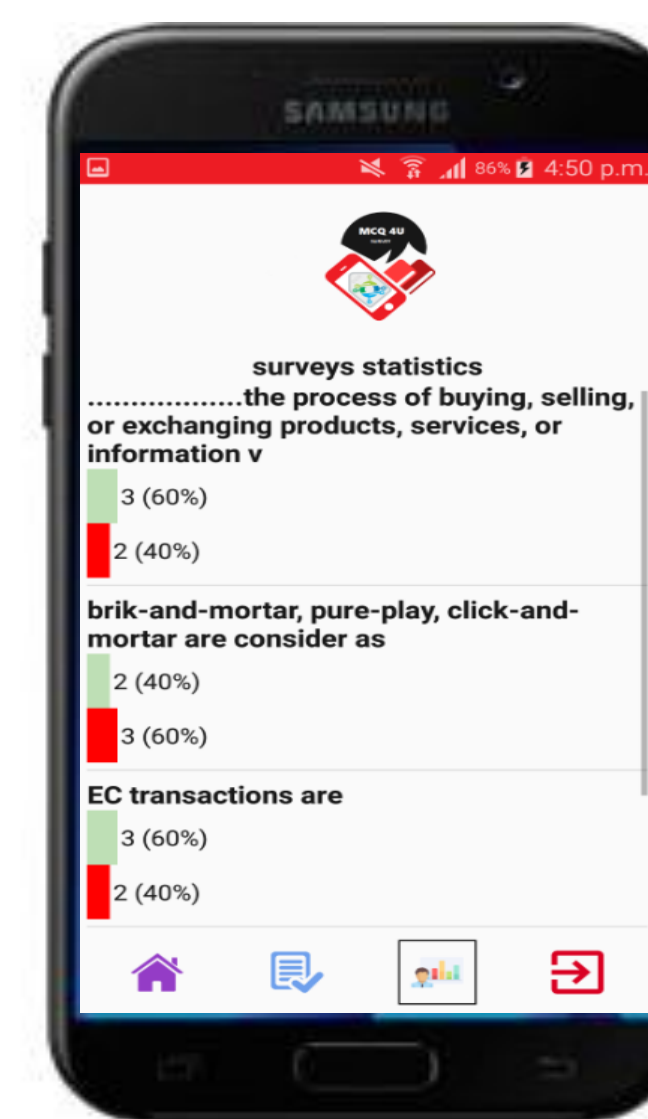 SAMSUNG
86% 4:50 p.m.
MCQ 4U
SURVEY
surveys statistics
..................the process of buying, selling,
or exchanging products, services, or
information v
3 (60%)
2 (40%)
brik-and-mortar, pure-play, click-and-
mortar are consider as
2 (40%)
3 (60%)
EC transactions are
3 (60%)
2 (40%)